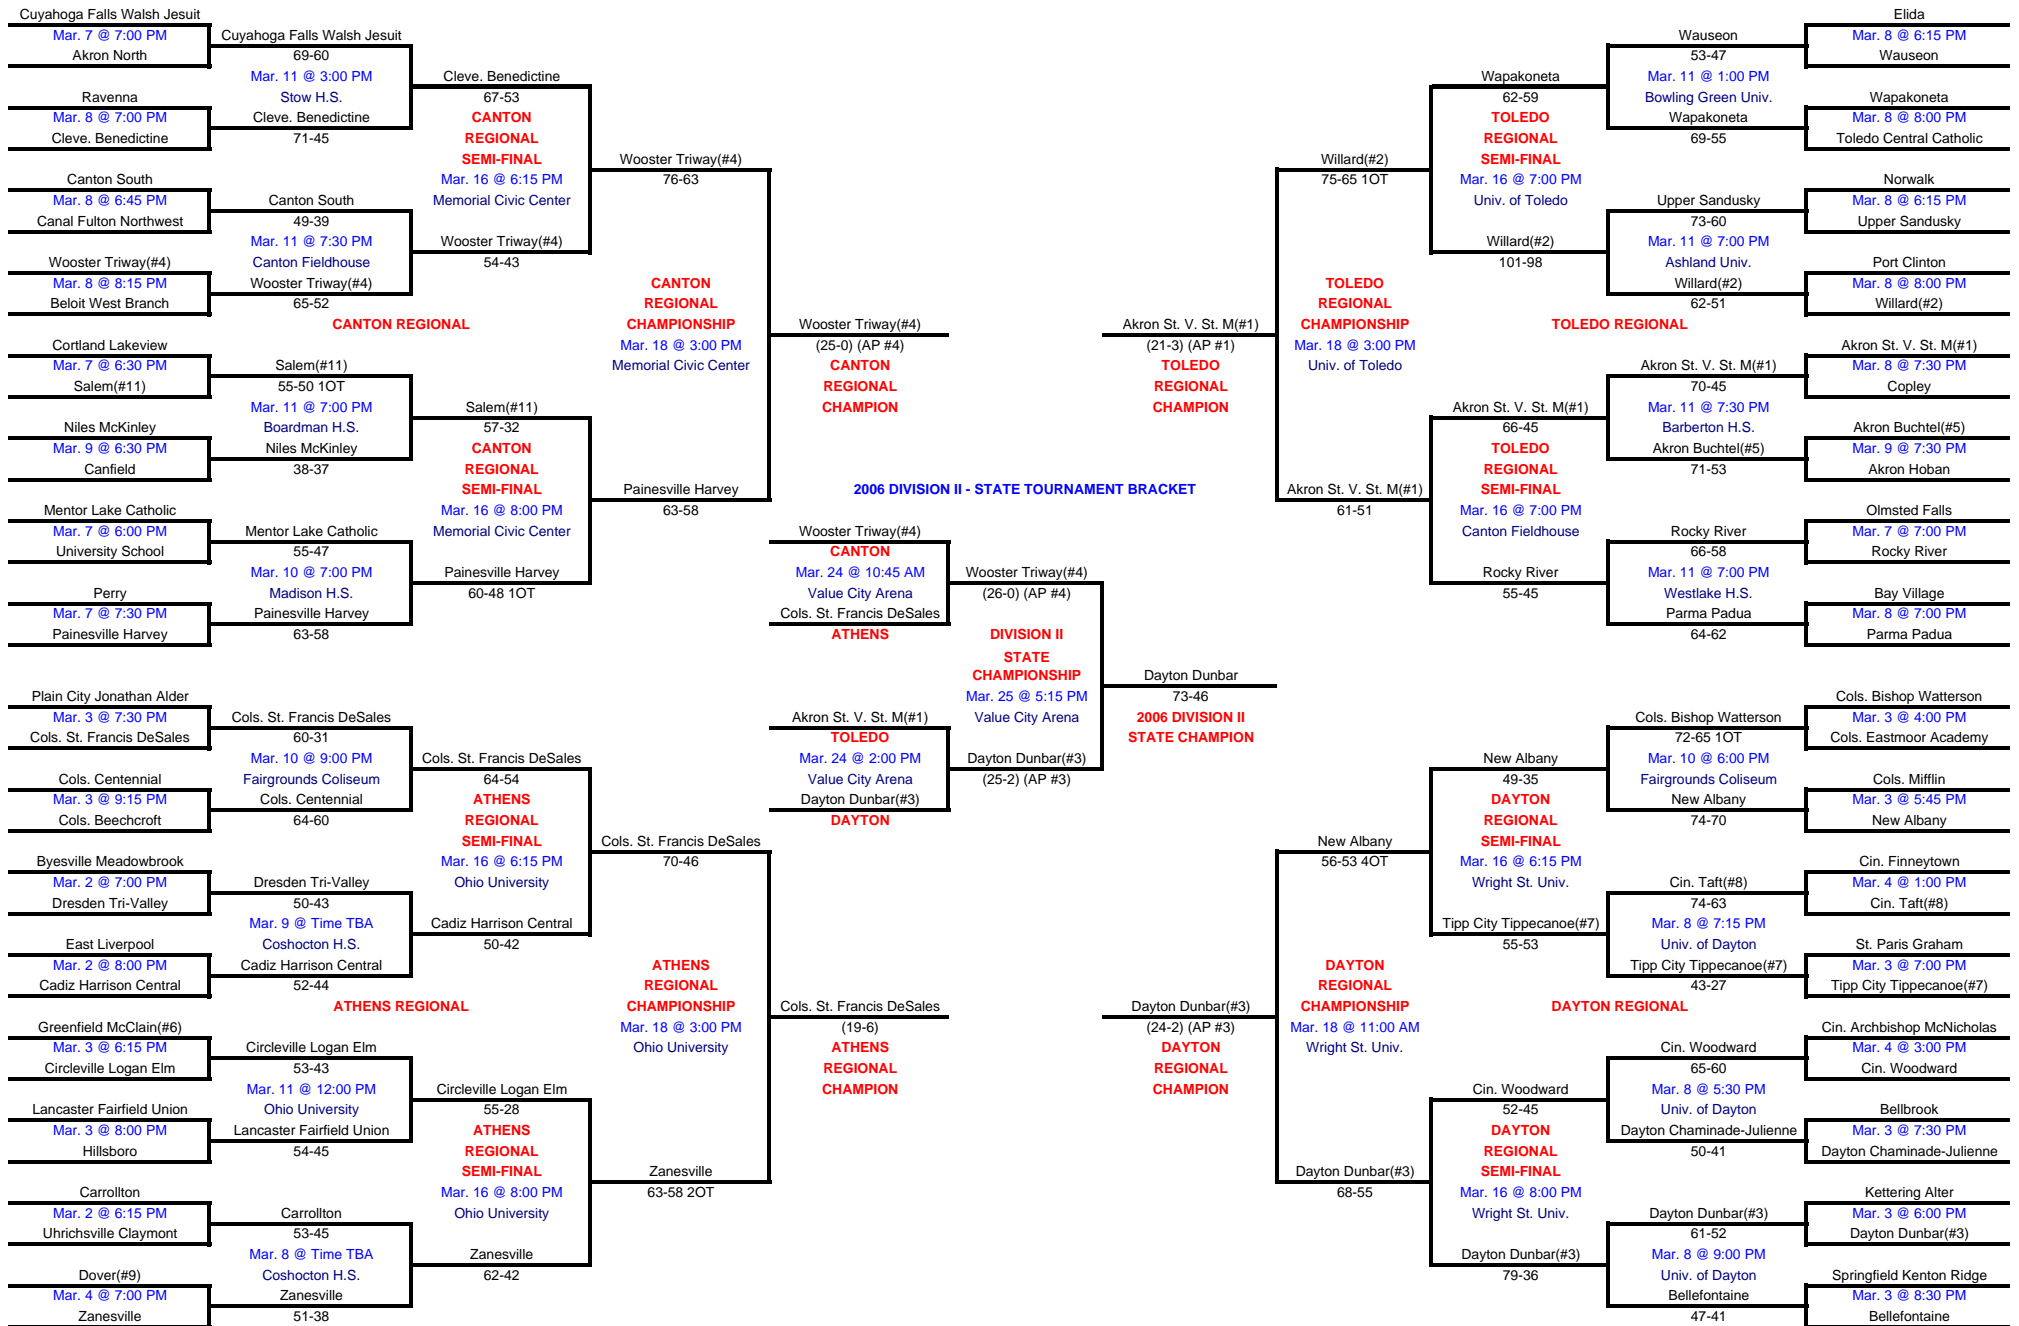 Cuyahoga Falls Walsh Jesuit
Mar. 7 @ 7:00 PM
Akron North
Ravenna
Mar. 8 @ 7:00 PM
Cleve. Benedictine
Canton South
Mar. 8 @ 6:45 PM
Canal Fulton Northwest
Wooster Triway(#4)
Mar. 8 @ 8:15 PM
Beloit West Branch
Cortland Lakeview
Mar. 7 @ 6:30 PM
Salem(#11)
Niles McKinley
Mar. 9 @ 6:30 PM
Canfield
Mentor Lake Catholic
Mar. 7 @ 6:00 PM
University School
Perry
Mar. 7 @ 7:30 PM
Painesville Harvey
Cuyahoga Falls Walsh Jesuit
69-60
Mar. 11 @ 3:00 PM
Stow H.S.
Cleve. Benedictine
71-45
Canton South
49-39
Mar. 11 @ 7:30 PM
Canton Fieldhouse
Wooster Triway(#4)
65-52
CANTON REGIONAL
Salem(#11)
55-50 1OT
Mar. 11 @ 7:00 PM
Boardman H.S.
Niles McKinley
38-37
Mentor Lake Catholic
55-47
Mar. 10 @ 7:00 PM
Madison H.S.
Painesville Harvey
63-58
Cleve. Benedictine
67-53
CANTON
REGIONAL
SEMI-FINAL
Mar. 16 @ 6:15 PM
Memorial Civic Center
Wooster Triway(#4)
54-43
Salem(#11)
57-32
CANTON
REGIONAL
SEMI-FINAL
Mar. 16 @ 8:00 PM
Memorial Civic Center
Painesville Harvey
60-48 1OT
Wooster Triway(#4)
76-63
CANTON
REGIONAL
CHAMPIONSHIP
Mar. 18 @ 3:00 PM
Memorial Civic Center
Painesville Harvey
63-58
Wooster Triway(#4)
(25-0) (AP #4)
CANTON
REGIONAL
CHAMPION
Plain City Jonathan Alder
Mar. 3 @ 7:30 PM
Cols. St. Francis DeSales
Cols. Centennial
Mar. 3 @ 9:15 PM
Cols. Beechcroft
Byesville Meadowbrook
Mar. 2 @ 7:00 PM
Dresden Tri-Valley
East Liverpool
Mar. 2 @ 8:00 PM
Cadiz Harrison Central
Greenfield McClain(#6)
Mar. 3 @ 6:15 PM
Circleville Logan Elm
Lancaster Fairfield Union
Mar. 3 @ 8:00 PM
Hillsboro
Carrollton
Mar. 2 @ 6:15 PM
Uhrichsville Claymont
Dover(#9)
Mar. 4 @ 7:00 PM
Zanesville
Cols. St. Francis DeSales
60-31
Mar. 10 @ 9:00 PM
Fairgrounds Coliseum
Cols. Centennial
64-60
Dresden Tri-Valley
50-43
Mar. 9 @ Time TBA
Coshocton H.S.
Cadiz Harrison Central
52-44
ATHENS REGIONAL
Circleville Logan Elm
53-43
Mar. 11 @ 12:00 PM
Ohio University
Lancaster Fairfield Union
54-45
Carrollton
53-45
Mar. 8 @ Time TBA
Coshocton H.S.
Zanesville
51-38
Cols. St. Francis DeSales
64-54
ATHENS
REGIONAL
SEMI-FINAL
Mar. 16 @ 6:15 PM
Ohio University
Cadiz Harrison Central
50-42
Circleville Logan Elm
55-28
ATHENS
REGIONAL
SEMI-FINAL
Mar. 16 @ 8:00 PM
Ohio University
Zanesville
62-42
Cols. St. Francis DeSales
70-46
ATHENS
REGIONAL
CHAMPIONSHIP
Mar. 18 @ 3:00 PM
Ohio University
Zanesville
63-58 2OT
Cols. St. Francis DeSales
(19-6)
ATHENS
REGIONAL
CHAMPION
2006 DIVISION II - STATE TOURNAMENT BRACKET
Wooster Triway(#4)
CANTON
Mar. 24 @ 10:45 AM
Value City Arena
Cols. St. Francis DeSales
ATHENS
Akron St. V. St. M(#1)
TOLEDO
Mar. 24 @ 2:00 PM
Value City Arena
Dayton Dunbar(#3)
DAYTON
Wooster Triway(#4)
(26-0) (AP #4)
DIVISION II
STATE
CHAMPIONSHIP
Mar. 25 @ 5:15 PM
Value City Arena
Dayton Dunbar(#3)
(25-2) (AP #3)
Dayton Dunbar
73-46
2006 DIVISION II
STATE CHAMPION
Akron St. V. St. M(#1)
(21-3) (AP #1)
TOLEDO
REGIONAL
CHAMPION
Willard(#2)
75-65 1OT
TOLEDO
REGIONAL
CHAMPIONSHIP
Mar. 18 @ 3:00 PM
Univ. of Toledo
Akron St. V. St. M(#1)
61-51
Wapakoneta
62-59
TOLEDO
REGIONAL
SEMI-FINAL
Mar. 16 @ 7:00 PM
Univ. of Toledo
Willard(#2)
101-98
Akron St. V. St. M(#1)
66-45
TOLEDO
REGIONAL
SEMI-FINAL
Mar. 16 @ 7:00 PM
Canton Fieldhouse
Rocky River
55-45
Wauseon
53-47
Mar. 11 @ 1:00 PM
Bowling Green Univ.
Wapakoneta
69-55
Upper Sandusky
73-60
Mar. 11 @ 7:00 PM
Ashland Univ.
Willard(#2)
62-51
TOLEDO REGIONAL
Akron St. V. St. M(#1)
70-45
Mar. 11 @ 7:30 PM
Barberton H.S.
Akron Buchtel(#5)
71-53
Rocky River
66-58
Mar. 11 @ 7:00 PM
Westlake H.S.
Parma Padua
64-62
Elida
Mar. 8 @ 6:15 PM
Wauseon
Wapakoneta
Mar. 8 @ 8:00 PM
Toledo Central Catholic
Norwalk
Mar. 8 @ 6:15 PM
Upper Sandusky
Port Clinton
Mar. 8 @ 8:00 PM
Willard(#2)
Akron St. V. St. M(#1)
Mar. 8 @ 7:30 PM
Copley
Akron Buchtel(#5)
Mar. 9 @ 7:30 PM
Akron Hoban
Olmsted Falls
Mar. 7 @ 7:00 PM
Rocky River
Bay Village
Mar. 8 @ 7:00 PM
Parma Padua
Dayton Dunbar(#3)
(24-2) (AP #3)
DAYTON
REGIONAL
CHAMPION
New Albany
56-53 4OT
DAYTON
REGIONAL
CHAMPIONSHIP
Mar. 18 @ 11:00 AM
Wright St. Univ.
Dayton Dunbar(#3)
68-55
New Albany
49-35
DAYTON
REGIONAL
SEMI-FINAL
Mar. 16 @ 6:15 PM
Wright St. Univ.
Tipp City Tippecanoe(#7)
55-53
Cin. Woodward
52-45
DAYTON
REGIONAL
SEMI-FINAL
Mar. 16 @ 8:00 PM
Wright St. Univ.
Dayton Dunbar(#3)
79-36
Cols. Bishop Watterson
72-65 1OT
Mar. 10 @ 6:00 PM
Fairgrounds Coliseum
New Albany
74-70
Cin. Taft(#8)
74-63
Mar. 8 @ 7:15 PM
Univ. of Dayton
Tipp City Tippecanoe(#7)
43-27
DAYTON REGIONAL
Cin. Woodward
65-60
Mar. 8 @ 5:30 PM
Univ. of Dayton
Dayton Chaminade-Julienne
50-41
Dayton Dunbar(#3)
61-52
Mar. 8 @ 9:00 PM
Univ. of Dayton
Bellefontaine
47-41
Cols. Bishop Watterson
Mar. 3 @ 4:00 PM
Cols. Eastmoor Academy
Cols. Mifflin
Mar. 3 @ 5:45 PM
New Albany
Cin. Finneytown
Mar. 4 @ 1:00 PM
Cin. Taft(#8)
St. Paris Graham
Mar. 3 @ 7:00 PM
Tipp City Tippecanoe(#7)
Cin. Archbishop McNicholas
Mar. 4 @ 3:00 PM
Cin. Woodward
Bellbrook
Mar. 3 @ 7:30 PM
Dayton Chaminade-Julienne
Kettering Alter
Mar. 3 @ 6:00 PM
Dayton Dunbar(#3)
Springfield Kenton Ridge
Mar. 3 @ 8:30 PM
Bellefontaine